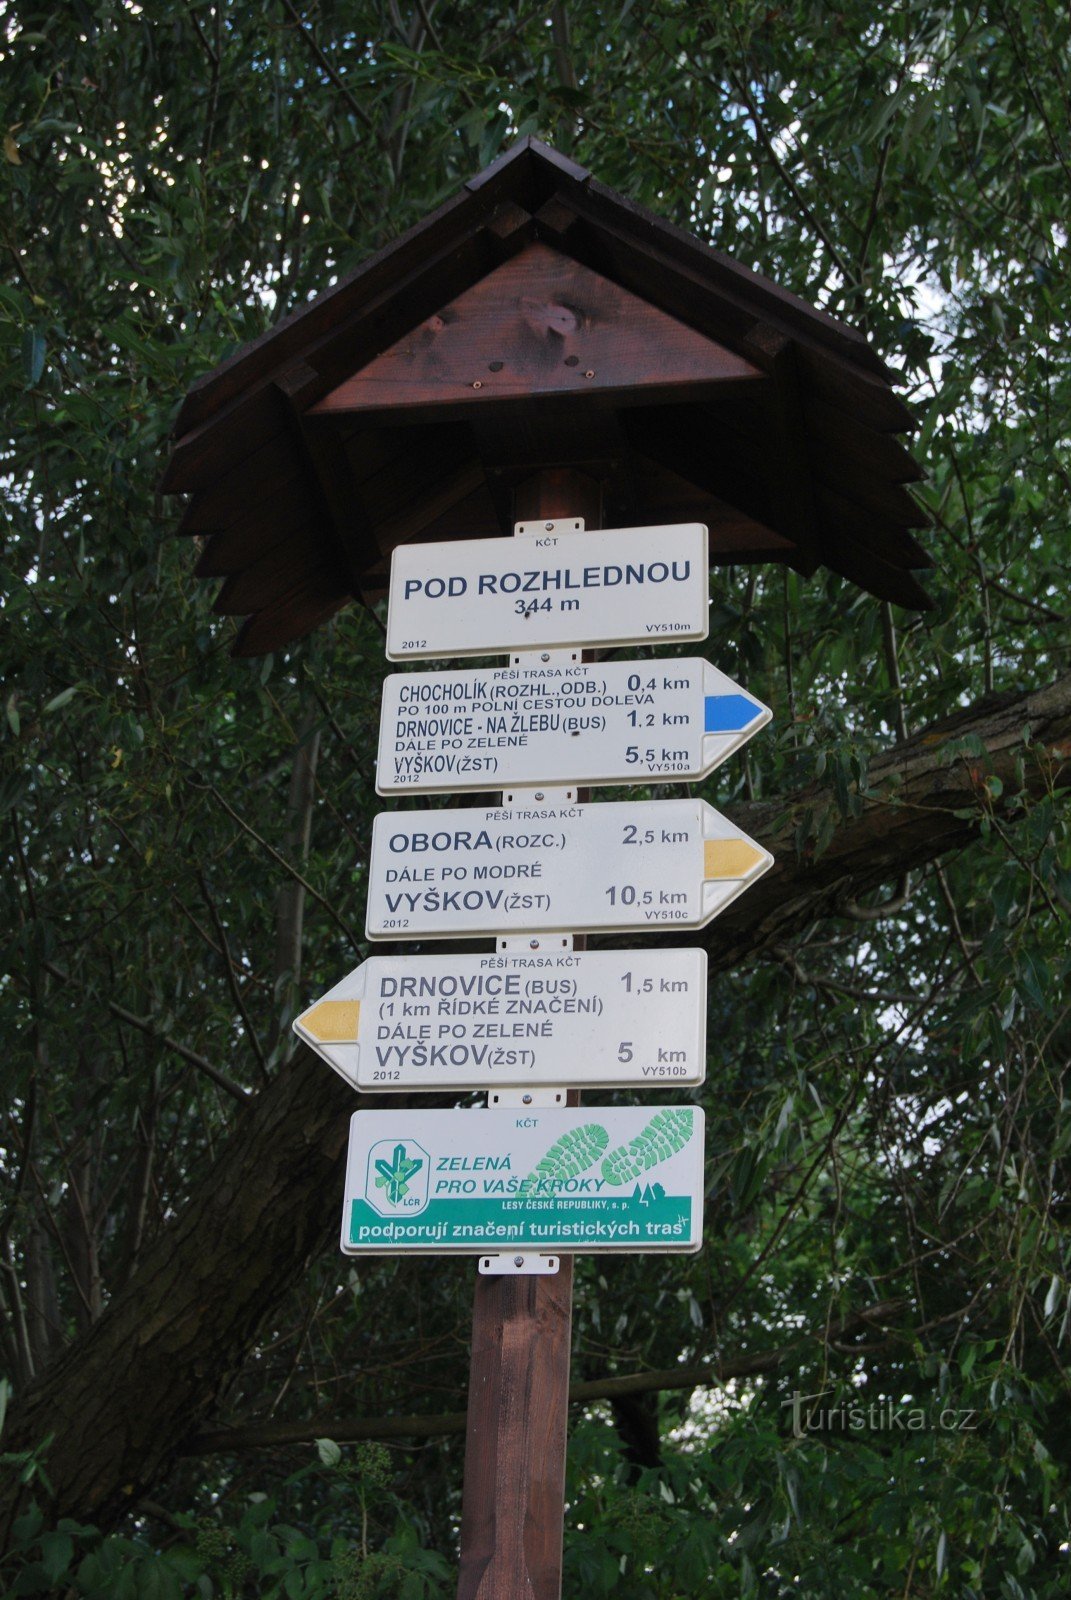 KČT
POD ROZHLEDNOU
344 m
2012 VY510m
PĚŠÍ TRASA KČT
CHOCHOLÍK (ROZHL.,ODB.) 0,4 km
PO 100 m POLNÍ CESTOU DOLEVA
DRNOVICE - NA ŽLEBU (BUS) 1,2 km
DÁLE PO ZELENÉ
VYŠKOV (ŽST) 5,5 km
2012 VY510a
PĚŠÍ TRASA KČT
OBORA (ROZC.) 2,5 km
DÁLE PO MODRÉ
VYŠKOV (ŽST) 10,5 km
2012 VY510c
PĚŠÍ TRASA KČT
DRNOVICE (BUS) 1,5 km
(1 km ŘÍDKÉ ZNAČENÍ)
DÁLE PO ZELENÉ
VYŠKOV (ŽST) 5 km
2012 VY510b
KČT
ZELENÁ
PRO VAŠE KROKY
LČR
LESY ČESKÉ REPUBLIKY, s. p.
podporují značení turistických tras
Turistika.cz